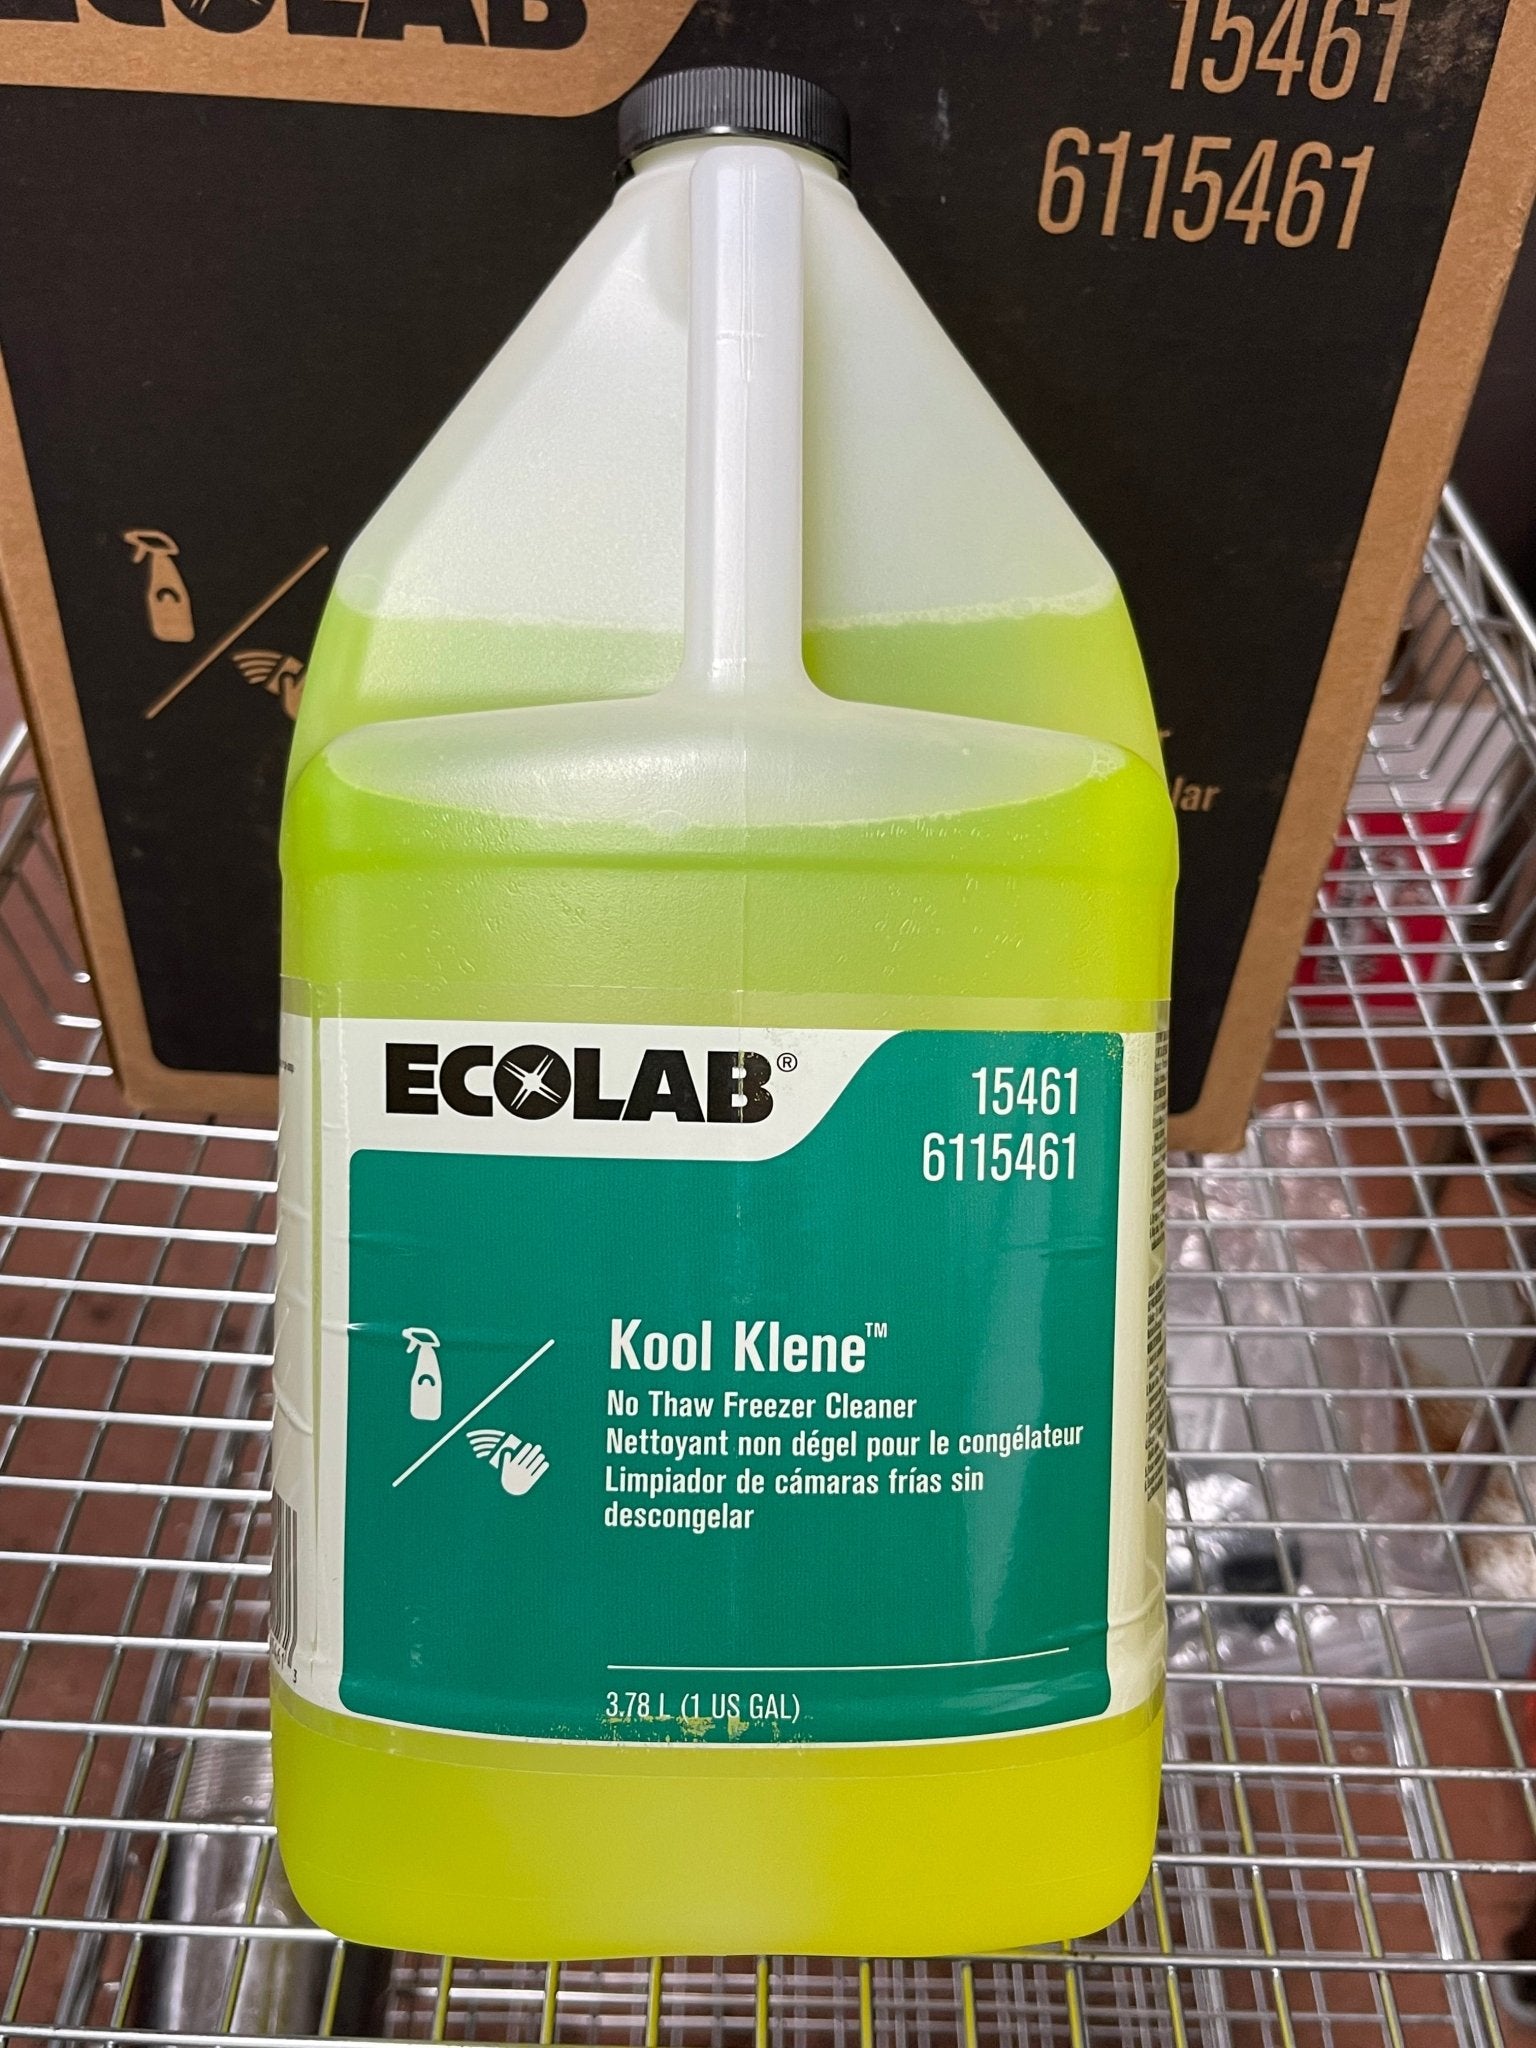 ECOLAB
15461
6115461
lar
ECOLAB®
15461
6115461
Kool Klene™
No Thaw Freezer Cleaner
Nettoyant non dégel pour le congélateur
Limpiador de cámaras frías sin
descongelar
3.78 L (1 US GAL)